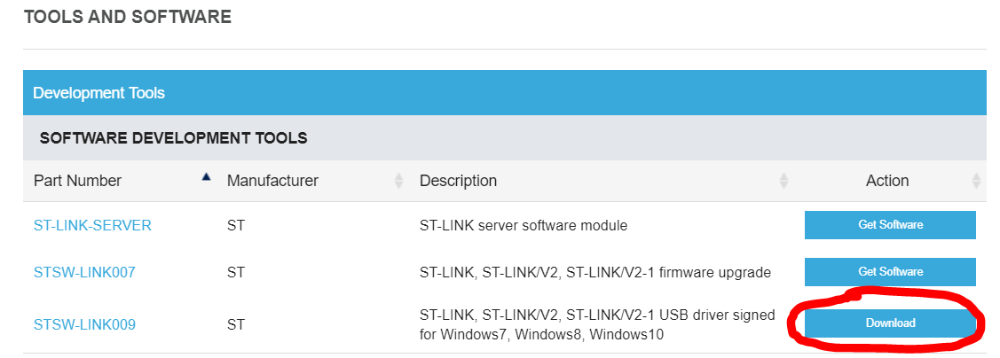 TOOLS AND SOFTWARE
Development Tools
SOFTWARE DEVELOPMENT TOOLS
Part Number Manufacturer Description Action
ST-LINK-SERVER ST ST-LINK server software module Get Software
STSW-LINK007 ST ST-LINK, ST-LINK/V2, ST-LINK/V2-1 firmware upgrade Get Software
STSW-LINK009 ST ST-LINK, ST-LINK/V2, ST-LINK/V2-1 USB driver signed
for Windows7, Windows8, Windows10 Download